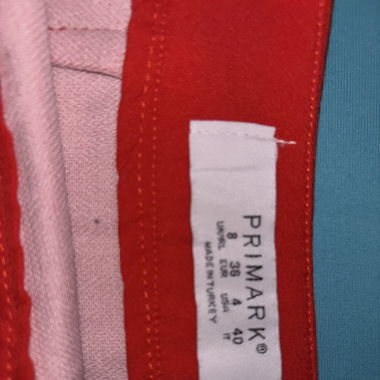 PRIMARK®
8 36 4 40
UK/IRL EUR USA IT
MADE IN TURKEY